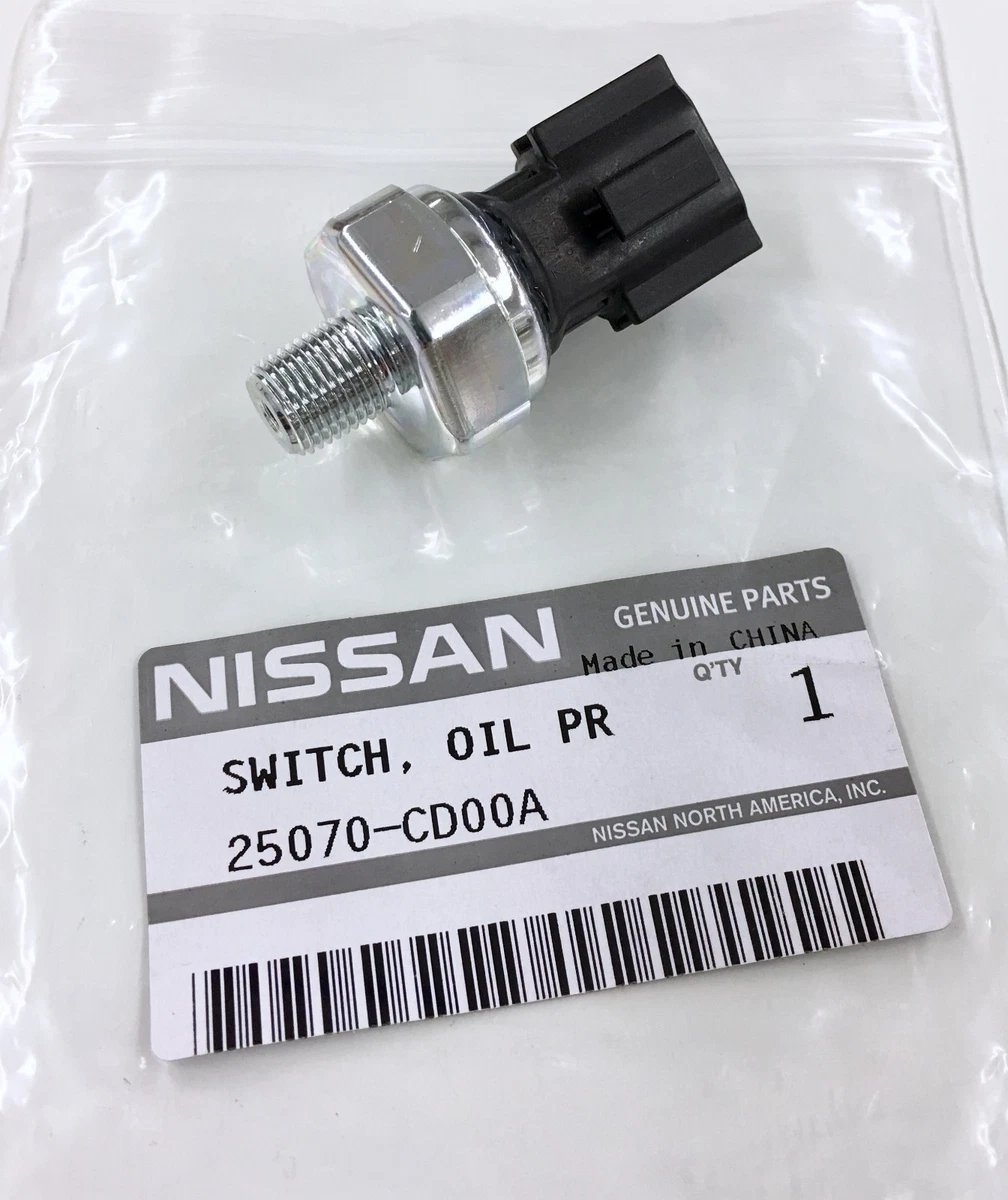 NISSAN GENUINE PARTS
Made in CHINA
Q'TY 1
SWITCH, OIL PR
25070-CD00A
NISSAN NORTH AMERICA, INC.